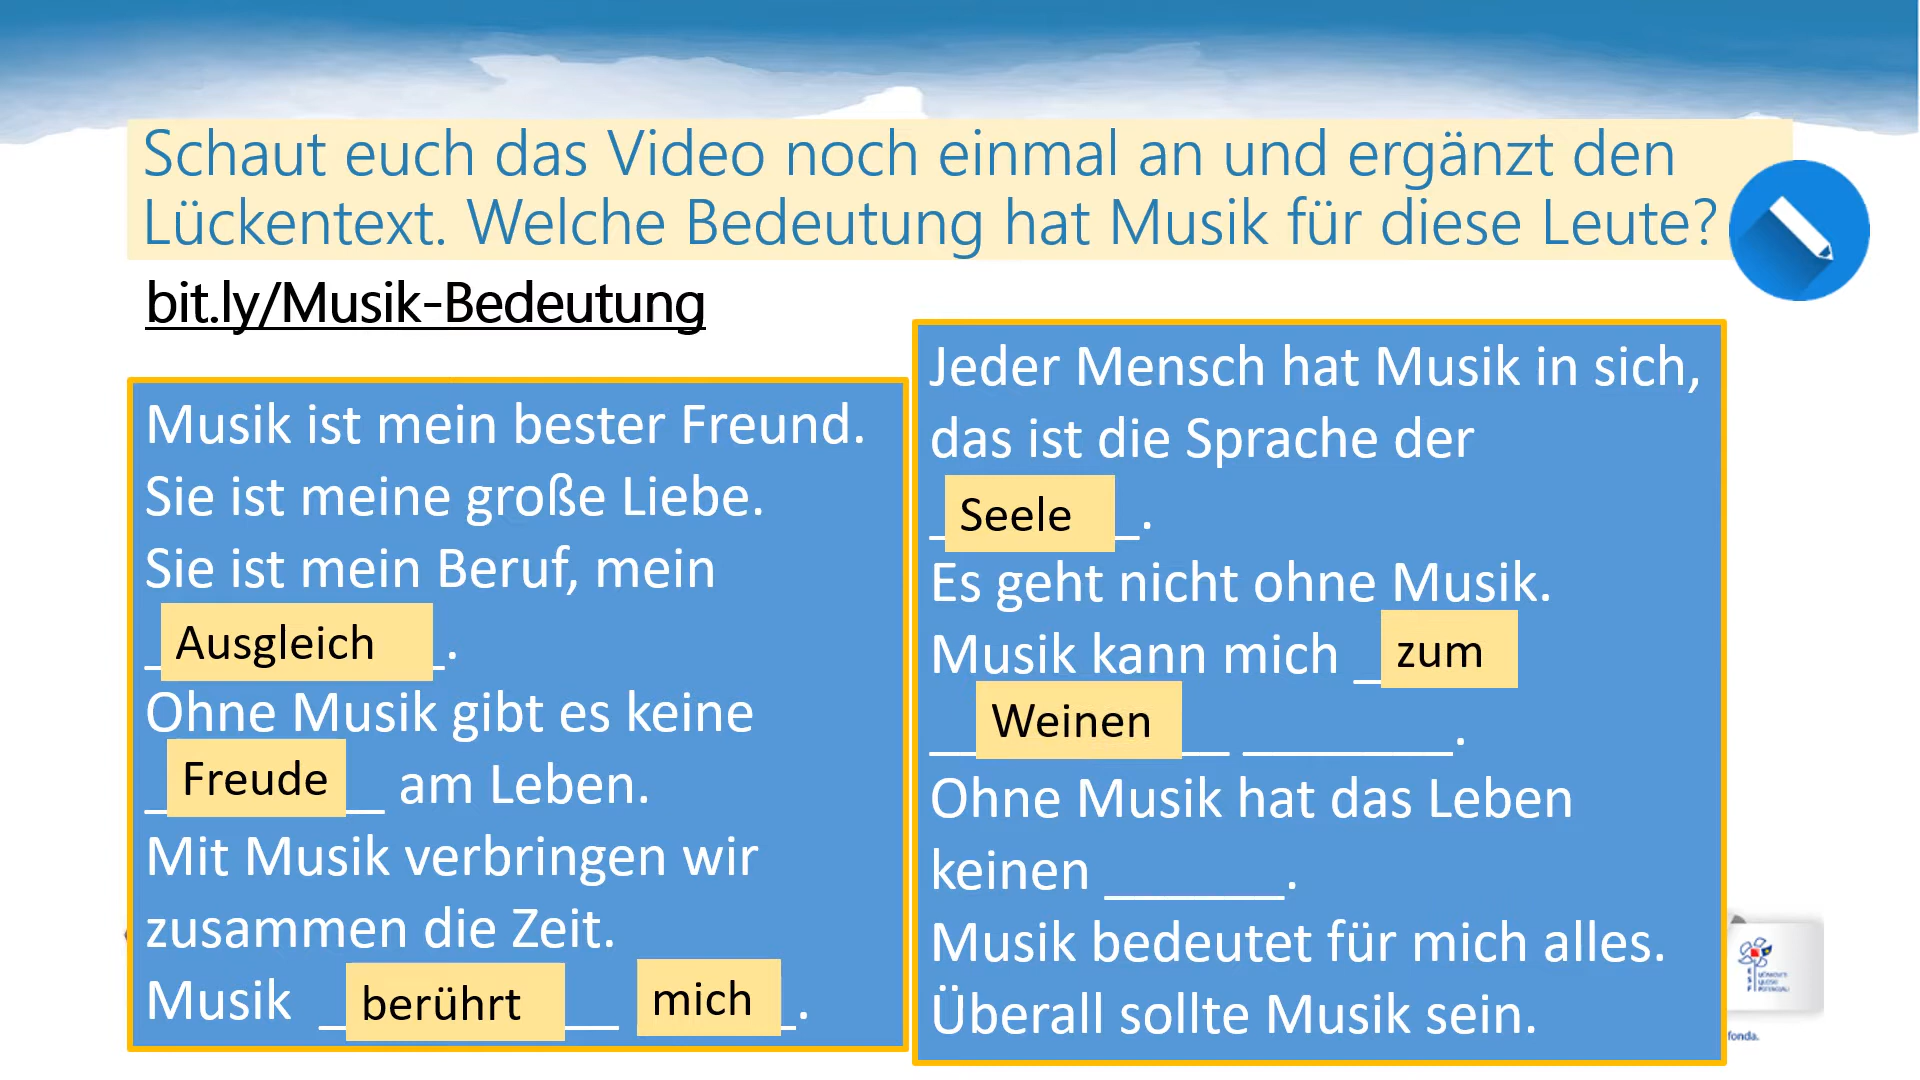 Schaut euch das Video noch einmal an und ergänzt den
Lückentext. Welche Bedeutung hat Musik für diese Leute?
bit.ly/Musik-Bedeutung
Musik ist mein bester Freund.
Sie ist meine große Liebe.
Sie ist mein Beruf, mein
_Ausgleich_.
Ohne Musik gibt es keine
_Freude__ am Leben.
Mit Musik verbringen wir
zusammen die Zeit.
Musik _berührt__ mich_.
Jeder Mensch hat Musik in sich,
das ist die Sprache der
_Seele_.
Es geht nicht ohne Musik.
Musik kann mich _zum
__Weinen__ ________.
Ohne Musik hat das Leben
keinen _______.
Musik bedeutet für mich alles.
Überall sollte Musik sein.
fonda.